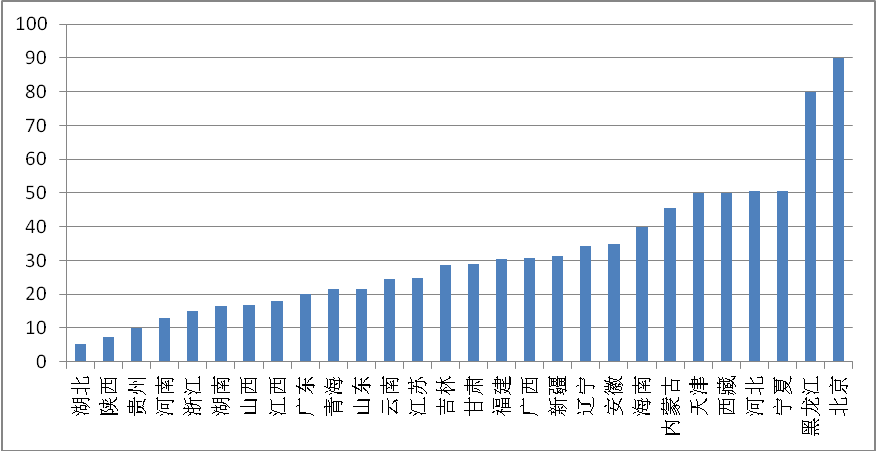 100
90
80
70
60
50
40
30
20
10
0
湖北
陕西
贵州
河南
浙江
湖南
山西
江西
广东
青海
山东
云南
江苏
吉林
甘肃
福建
广西
新疆
辽宁
安徽
海南
内蒙古
天津
西藏
河北
宁夏
黑龙江
北京